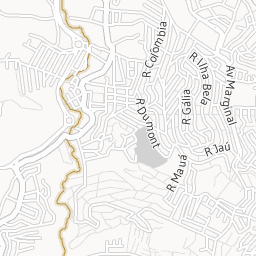 R Colômbia
R Ilha Bela
Av Marginal
R Gália
R Dumont
R Jaú
R Mauá